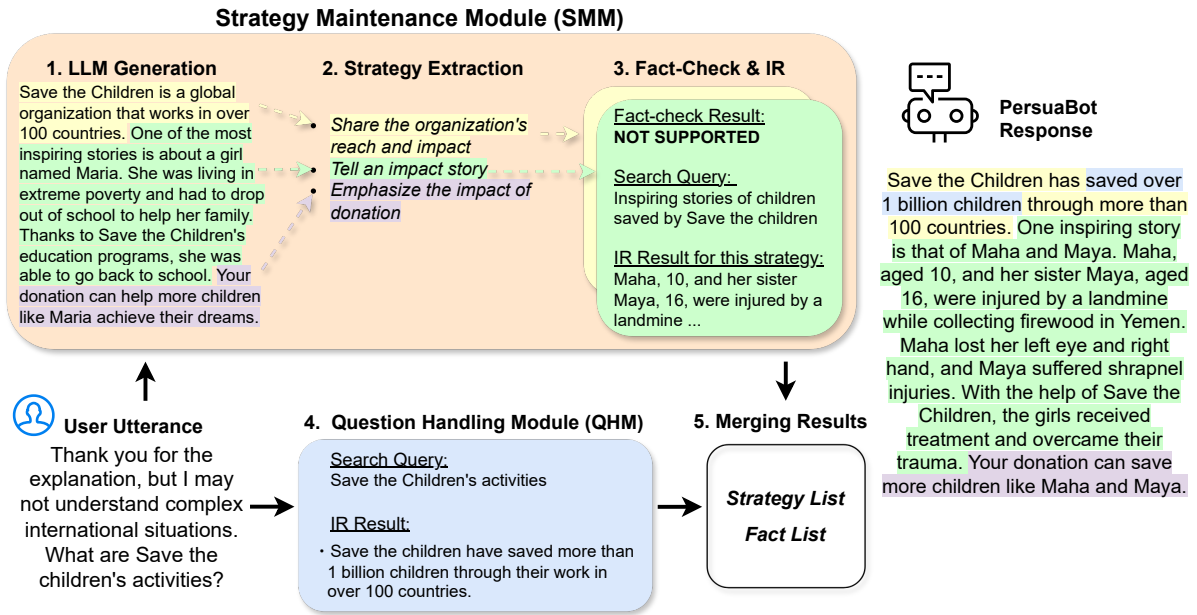 Strategy Maintenance Module (SMM)
1. LLM Generation
Save the Children is a global
organization that works in over
100 countries. One of the most
inspiring stories is about a girl
named Maria. She was living in
extreme poverty and had to drop
out of school to help her family.
Thanks to Save the Children's
education programs, she was
able to go back to school. Your
donation can help more children
like Maria achieve their dreams.
2. Strategy Extraction
• Share the organization's
reach and impact
• Tell an impact story
• Emphasize the impact of
donation
3. Fact-Check & IR
Fact-check Result:
NOT SUPPORTED
Search Query:
Inspiring stories of children
saved by Save the children
IR Result for this strategy:
Maha, 10, and her sister
Maya, 16, were injured by a
landmine ...
User Utterance
Thank you for the
explanation, but I may
not understand complex
international situations.
What are Save the
children's activities?
4. Question Handling Module (QHM)
Search Query:
Save the Children's activities
IR Result:
・Save the children have saved more than
1 billion children through their work in
over 100 countries.
5. Merging Results
Strategy List
Fact List
PersuaBot
Response
Save the Children has saved over
1 billion children through more than
100 countries. One inspiring story
is that of Maha and Maya. Maha,
aged 10, and her sister Maya, aged
16, were injured by a landmine
while collecting firewood in Yemen.
Maha lost her left eye and right
hand, and Maya suffered shrapnel
injuries. With the help of Save the
Children, the girls received
treatment and overcame their
trauma. Your donation can save
more children like Maha and Maya.